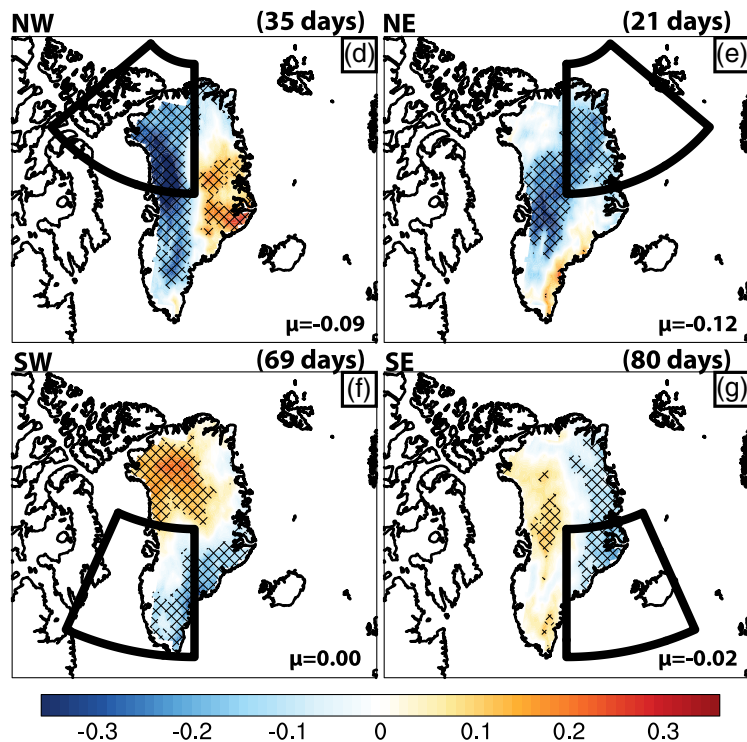 NW (35 days)
(d)
μ=-0.09
NE (21 days)
(e)
μ=-0.12
SW (69 days)
(f)
μ=0.00
SE (80 days)
(g)
μ=-0.02
-0.3 -0.2 -0.1 0 0.1 0.2 0.3